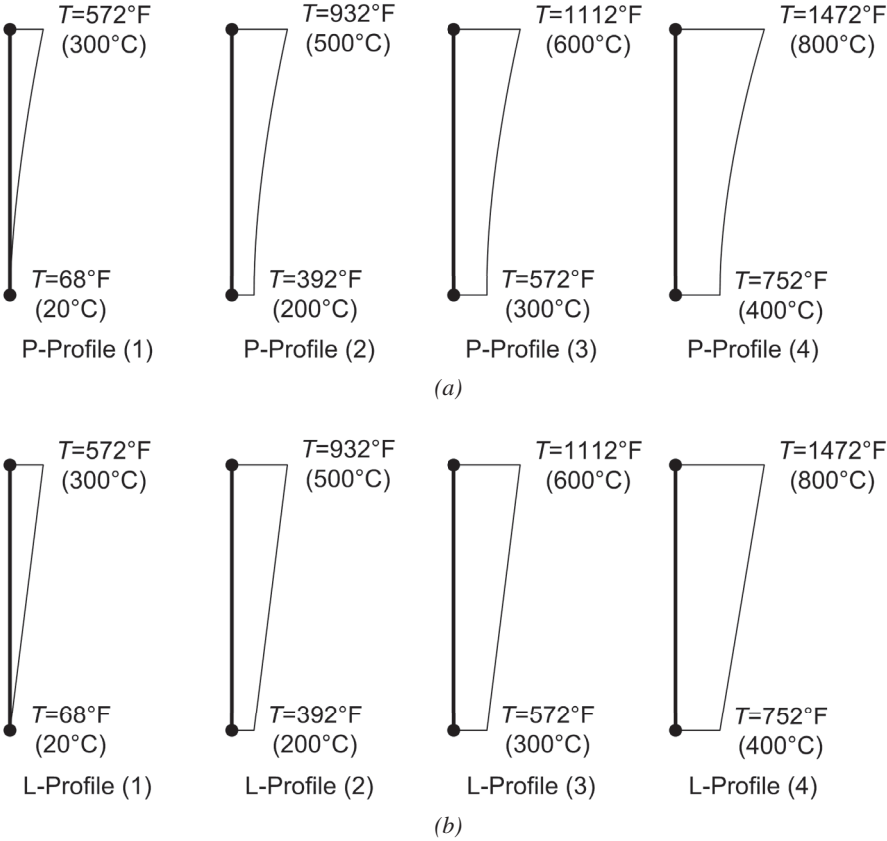 T=572°F
(300°C)
T=932°F
(500°C)
T=1112°F
(600°C)
T=1472°F
(800°C)
T=68°F
(20°C)
T=392°F
(200°C)
T=572°F
(300°C)
T=752°F
(400°C)
P-Profile (1)
P-Profile (2)
P-Profile (3)
P-Profile (4)
(a)
T=572°F
(300°C)
T=932°F
(500°C)
T=1112°F
(600°C)
T=1472°F
(800°C)
T=68°F
(20°C)
T=392°F
(200°C)
T=572°F
(300°C)
T=752°F
(400°C)
L-Profile (1)
L-Profile (2)
L-Profile (3)
L-Profile (4)
(b)